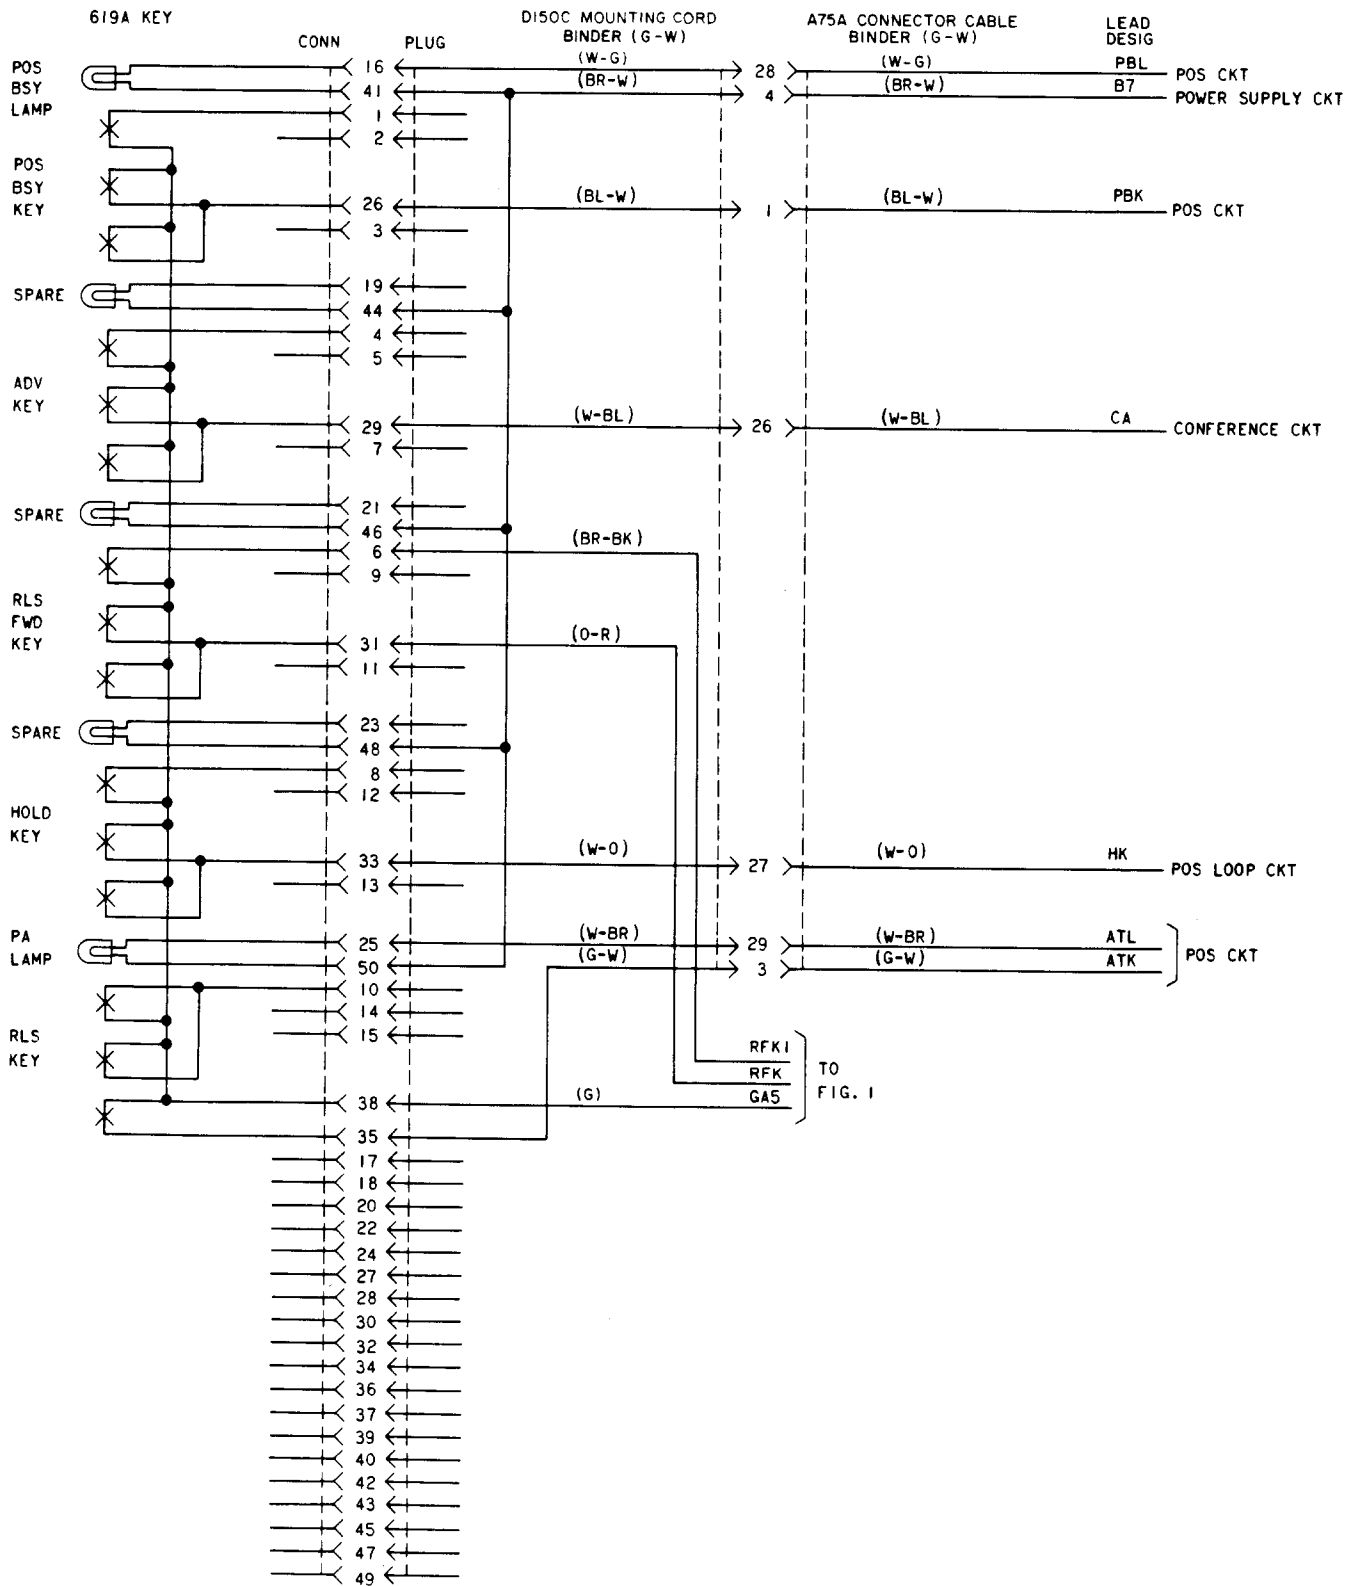 619A KEY
CONN
PLUG
D150C MOUNTING CORD
BINDER (G-W)
A75A CONNECTOR CABLE
BINDER (G-W)
LEAD
DESIG
POS
BSY
LAMP
16
(W-G)
28
(W-G)
PBL
POS CKT
41
(BR-W)
4
(BR-W)
B7
POWER SUPPLY CKT
1
2
POS
BSY
KEY
26
(BL-W)
1
(BL-W)
PBK
POS CKT
3
SPARE
19
44
4
5
ADV
KEY
29
(W-BL)
26
(W-BL)
CA
CONFERENCE CKT
7
SPARE
21
46
6
(BR-BK)
9
RLS
FWD
KEY
31
(O-R)
11
SPARE
23
48
8
12
HOLD
KEY
33
(W-O)
27
(W-O)
HK
POS LOOP CKT
13
PA
LAMP
25
(W-BR)
29
(W-BR)
ATL
50
(G-W)
3
(G-W)
ATK
POS CKT
10
14
15
RLS
KEY
RFK1
RFK
38
(G)
GA5
TO
FIG. 1
35
17
18
20
22
24
27
28
30
32
34
36
37
39
40
42
43
45
47
49